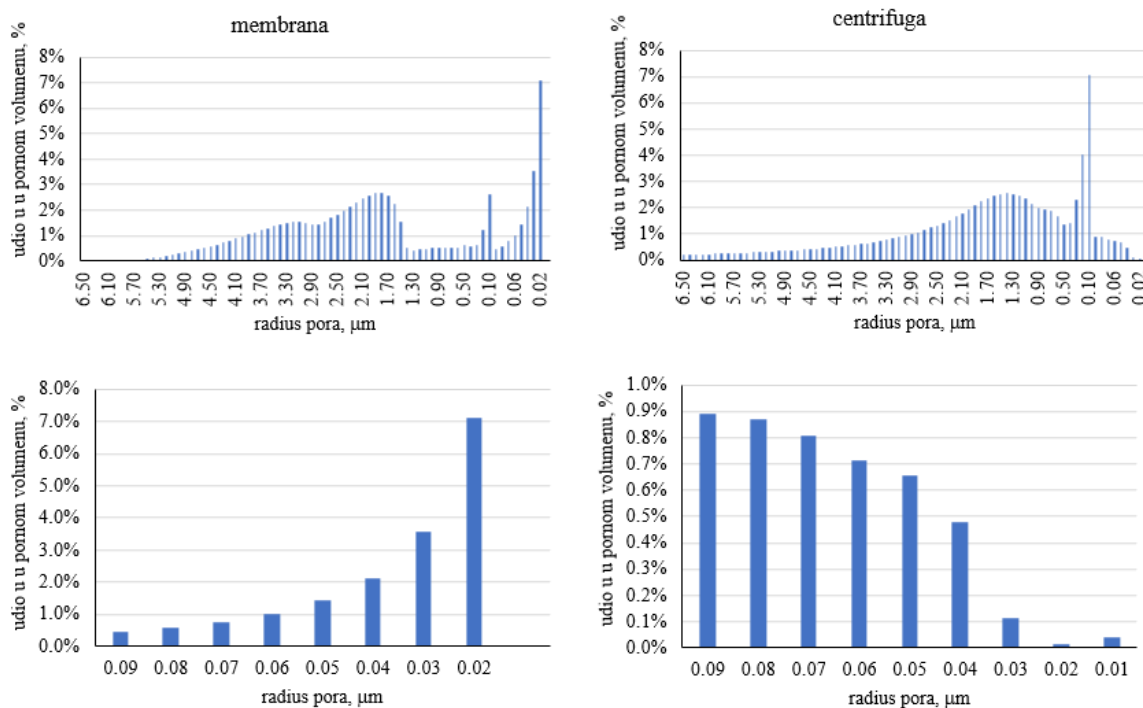 membrana
8%
7%
6%
5%
4%
3%
2%
1%
0%
udio u u pornom volumenu, %
6.50 6.10 5.70 5.30 4.90 4.50 4.10 3.70 3.30 2.90 2.50 2.10 1.70 1.30 0.90 0.50 0.10 0.06 0.02
radius pora, μm
centrifuga
8%
7%
6%
5%
4%
3%
2%
1%
0%
udio u u pornom volumenu, %
6.50 6.10 5.70 5.30 4.90 4.50 4.10 3.70 3.30 2.90 2.50 2.10 1.70 1.30 0.90 0.50 0.10 0.06 0.02
radius pora, μm
8.0%
7.0%
6.0%
5.0%
4.0%
3.0%
2.0%
1.0%
0.0%
udio u u pornom volumenu, %
0.09 0.08 0.07 0.06 0.05 0.04 0.03 0.02
radius pora, μm
1.0%
0.9%
0.8%
0.7%
0.6%
0.5%
0.4%
0.3%
0.2%
0.1%
0.0%
udio u u pornom volumenu, %
0.09 0.08 0.07 0.06 0.05 0.04 0.03 0.02 0.01
radius pora, μm